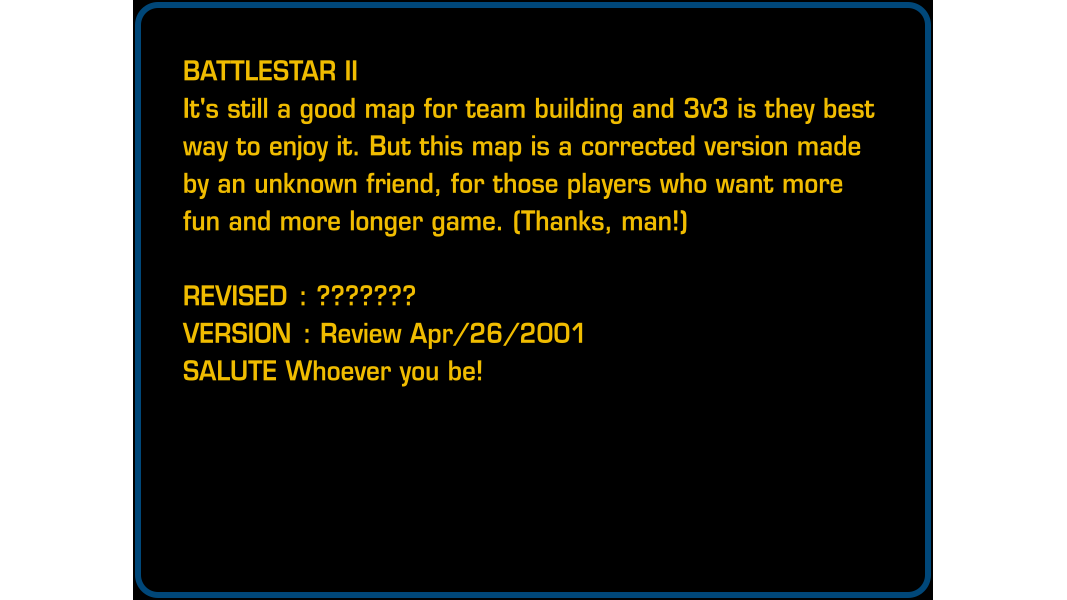 BATTLESTAR II
It's still a good map for team building and 3v3 is they best
way to enjoy it. But this map is a corrected version made
by an unknown friend, for those players who want more
fun and more longer game. (Thanks, man!)
REVISED : ???????
VERSION : Review Apr/26/2001
SALUTE Whoever you be!